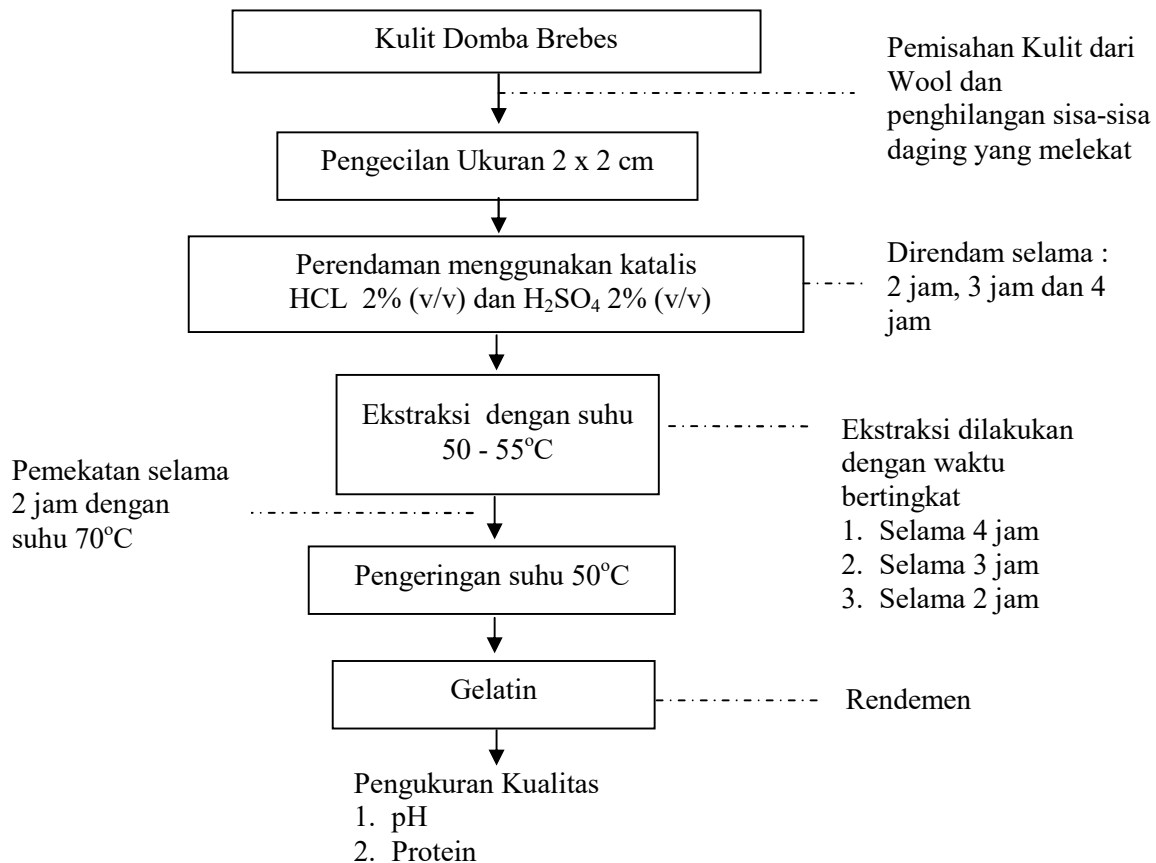 Kulit Domba Brebes
Pemisahan Kulit dari
Wool dan
penghilangan sisa-sisa
daging yang melekat
Pengecilan Ukuran 2 x 2 cm
Perendaman menggunakan katalis
HCL 2% (v/v) dan H₂SO₄ 2% (v/v)
Direndam selama :
2 jam, 3 jam dan 4
jam
Ekstraksi dengan suhu
50 - 55°C
Ekstraksi dilakukan
dengan waktu
bertingkat
1. Selama 4 jam
2. Selama 3 jam
3. Selama 2 jam
Pemekatan selama
2 jam dengan
suhu 70°C
Pengeringan suhu 50°C
Gelatin
Rendemen
Pengukuran Kualitas
1. pH
2. Protein